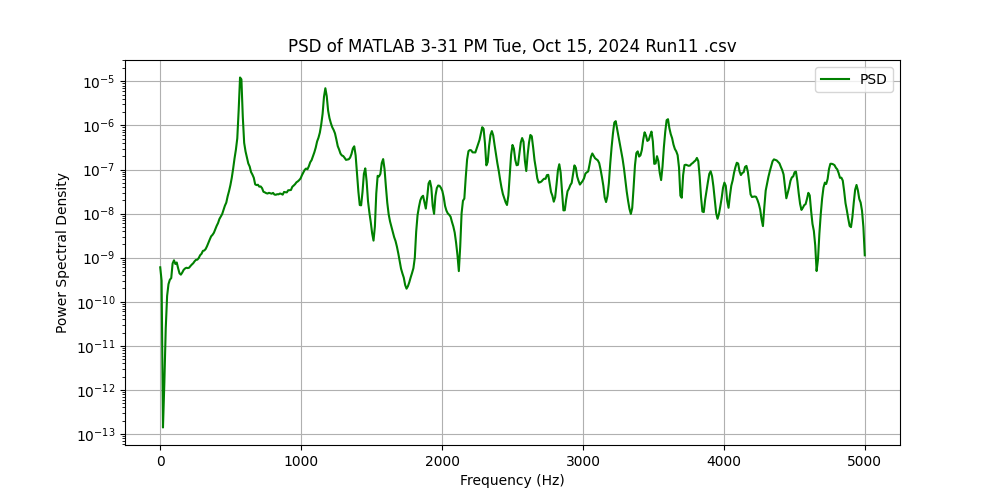 PSD of MATLAB 3-31 PM Tue, Oct 15, 2024 Run11 .csv
PSD
Power Spectral Density
10⁻⁵
10⁻⁶
10⁻⁷
10⁻⁸
10⁻⁹
10⁻¹⁰
10⁻¹¹
10⁻¹²
10⁻¹³
0 1000 2000 3000 4000 5000
Frequency (Hz)